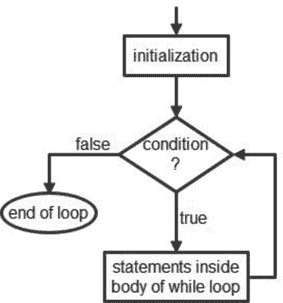 initialization
condition
?
false
true
end of loop
statements inside
body of while loop